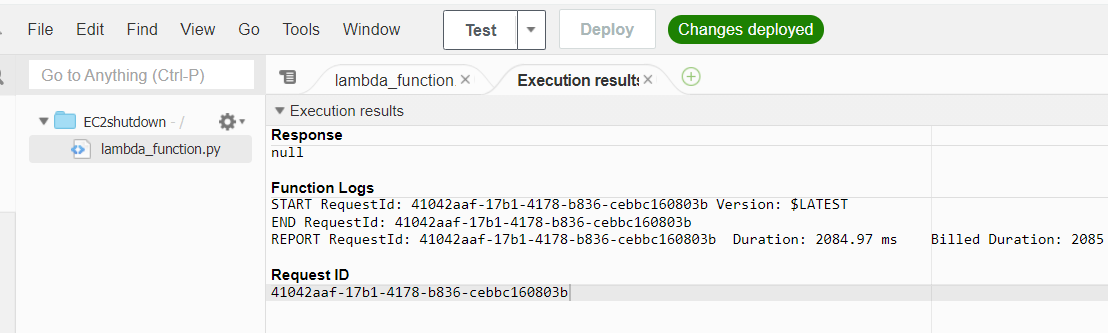 File Edit Find View Go Tools Window Test Deploy Changes deployed
Go to Anything (Ctrl-P)
lambda_function. Execution results
Execution results
EC2shutdown - /
lambda_function.py
Response
null
Function Logs
START RequestId: 41042aaf-17b1-4178-b836-cebbc160803b Version: $LATEST
END RequestId: 41042aaf-17b1-4178-b836-cebbc160803b
REPORT RequestId: 41042aaf-17b1-4178-b836-cebbc160803b Duration: 2084.97 ms Billed Duration: 2085
Request ID
41042aaf-17b1-4178-b836-cebbc160803b